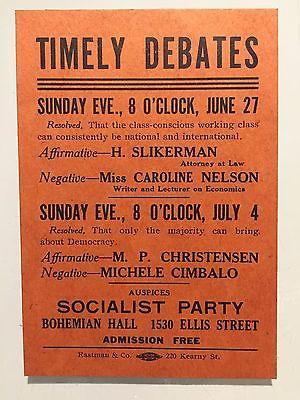 TIMELY DEBATES
SUNDAY EVE., 8 O'CLOCK, JUNE 27
Resolved, That the class-conscious working class
can consistently be national and international.
Affirmative—H. SLIKERMAN
Attorney at Law
Negative—Miss CAROLINE NELSON
Writer and Lecturer on Economics
SUNDAY EVE., 8 O'CLOCK, JULY 4
Resolved, That only the majority can bring
about Democracy.
Affirmative—M. P. CHRISTENSEN
Negative—MICHELE CIMBALO
AUSPICES
SOCIALIST PARTY
BOHEMIAN HALL 1530 ELLIS STREET
ADMISSION FREE
Eastman & Co. 220 Kearny St.